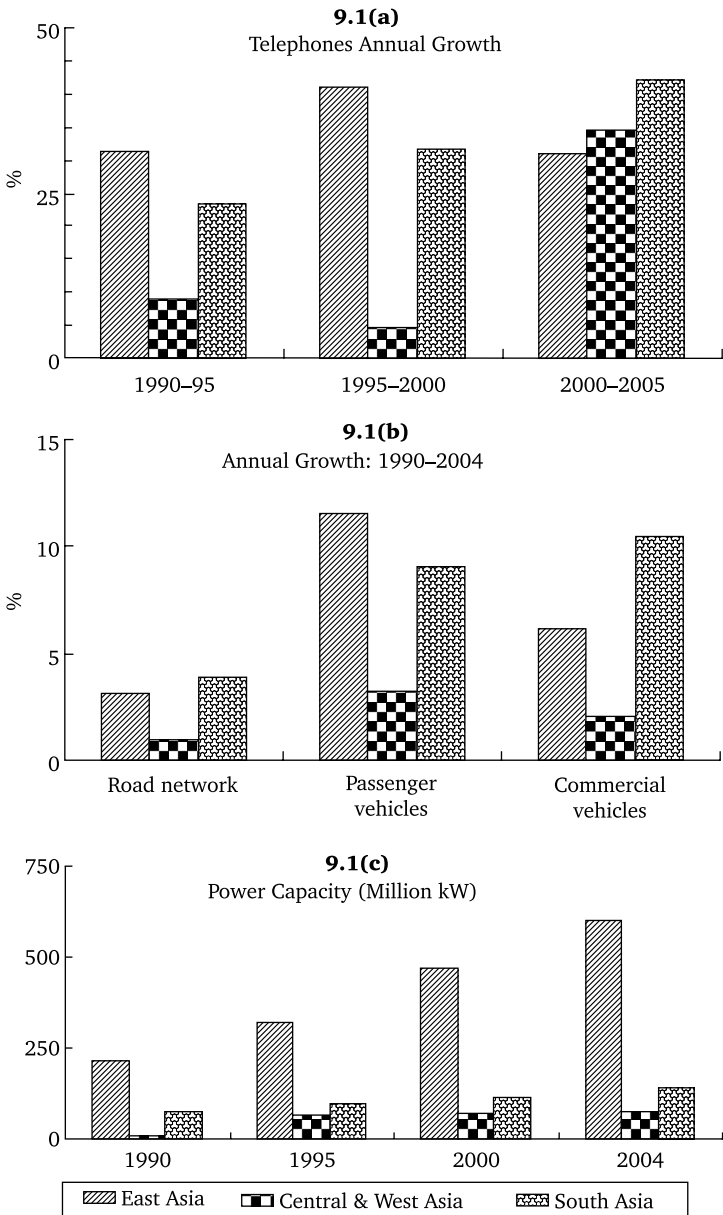 9.1(a)
Telephones Annual Growth
50
25
0
%
1990–95 1995–2000 2000–2005
9.1(b)
Annual Growth: 1990–2004
15
10
5
0
%
Road network Passenger vehicles Commercial vehicles
9.1(c)
Power Capacity (Million kW)
750
500
250
0
1990 1995 2000 2004
East Asia Central & West Asia South Asia